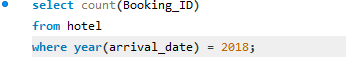 select count(Booking_ID)
from hotel
where year(arrival_date) = 2018;